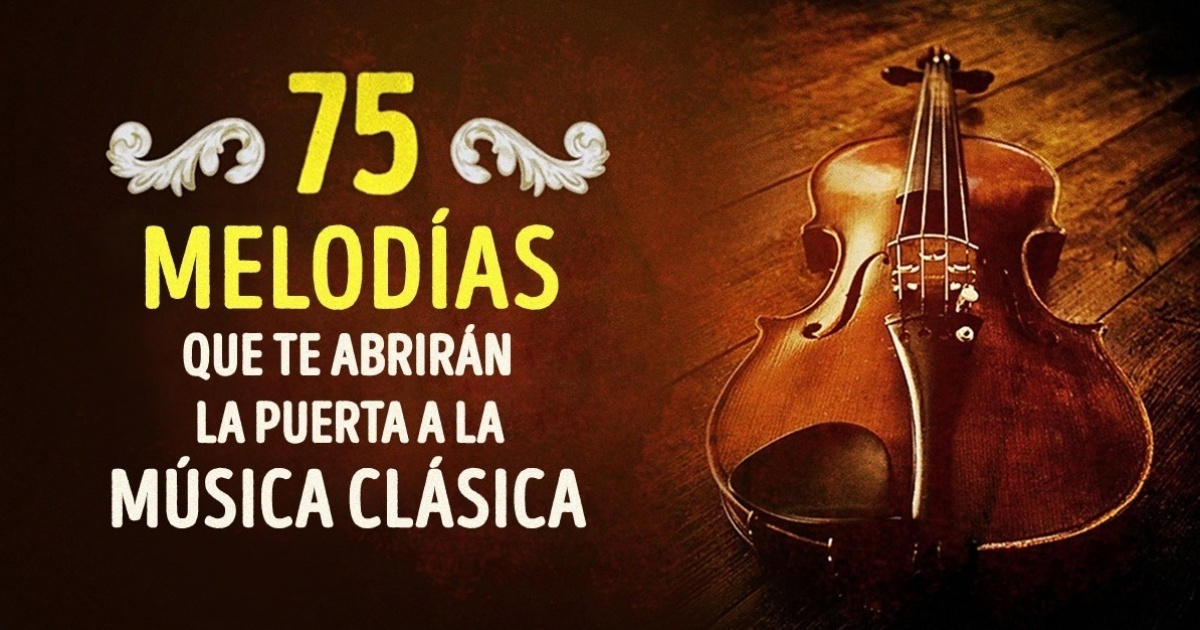 75
MELODÍAS
QUE TE ABRIRÁN
LA PUERTA A LA
MÚSICA CLÁSICA